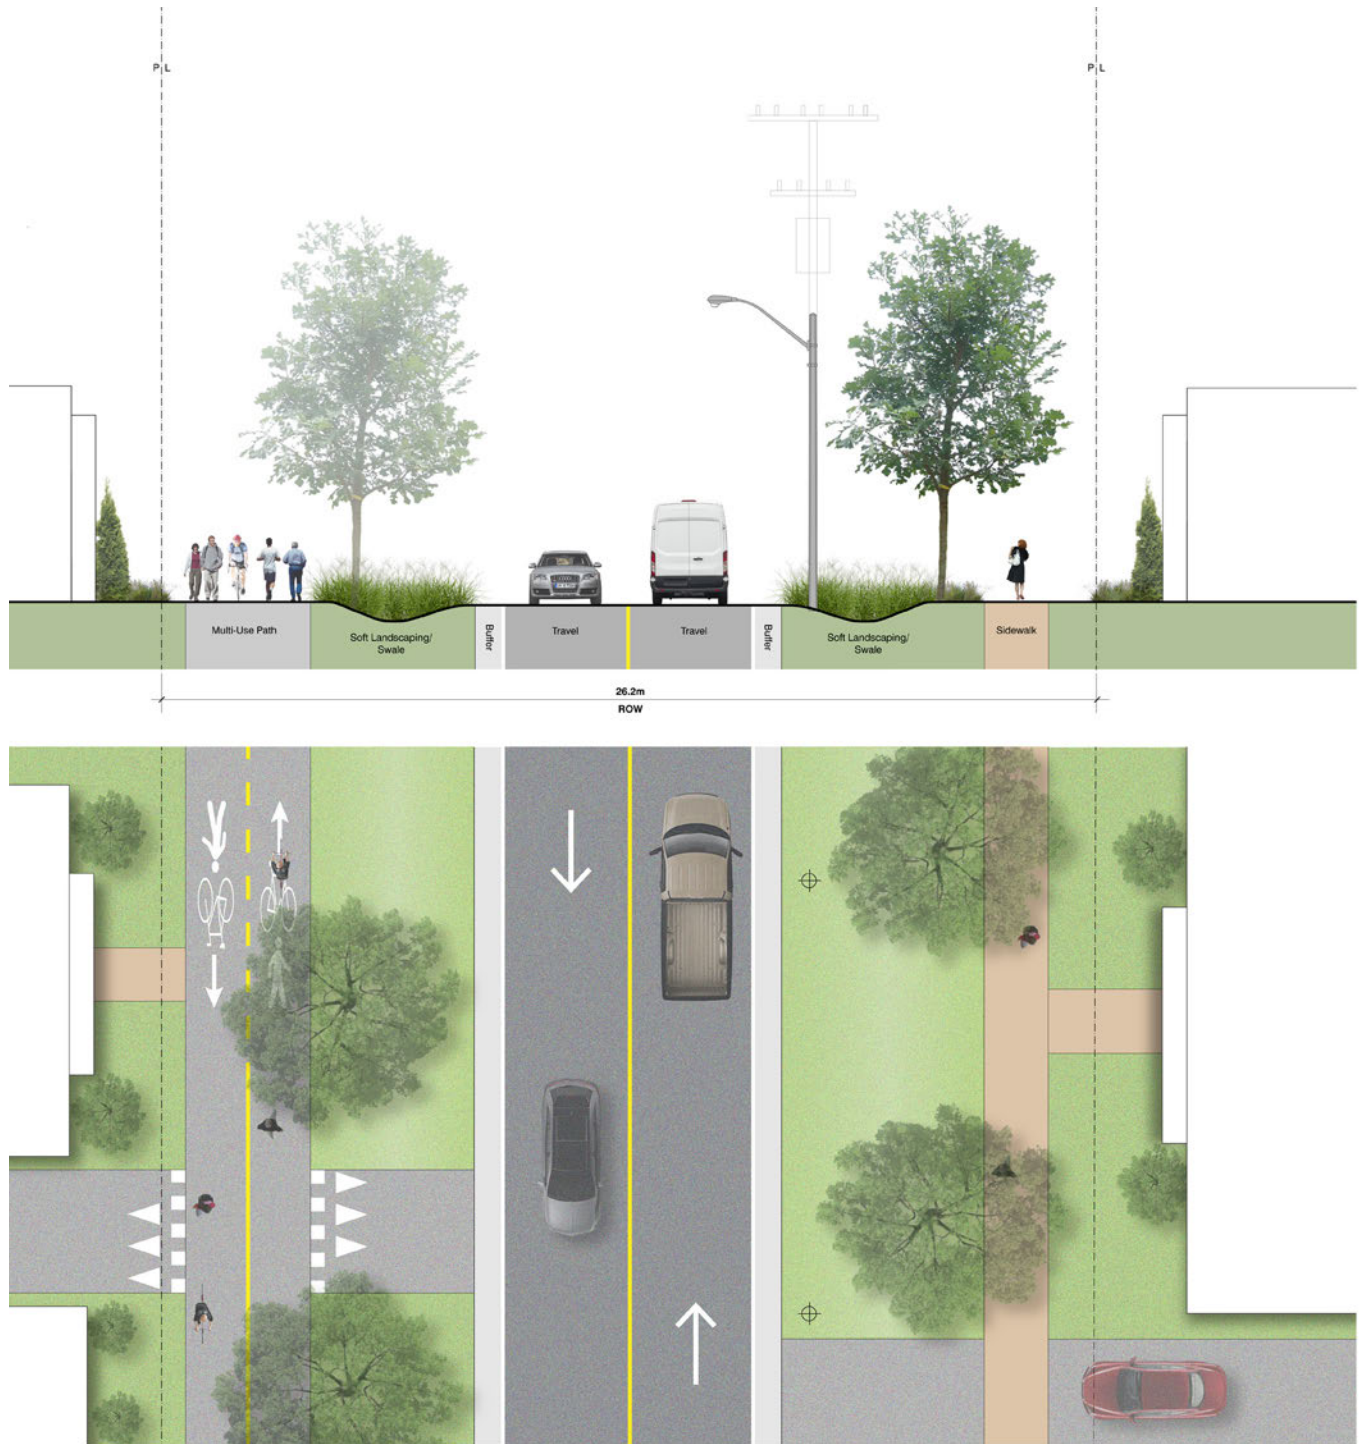 P L
P L
Multi-Use Path
Soft Landscaping/
Swale
Buffer
Travel
Travel
Buffer
Soft Landscaping/
Swale
Sidewalk
26.2m
ROW